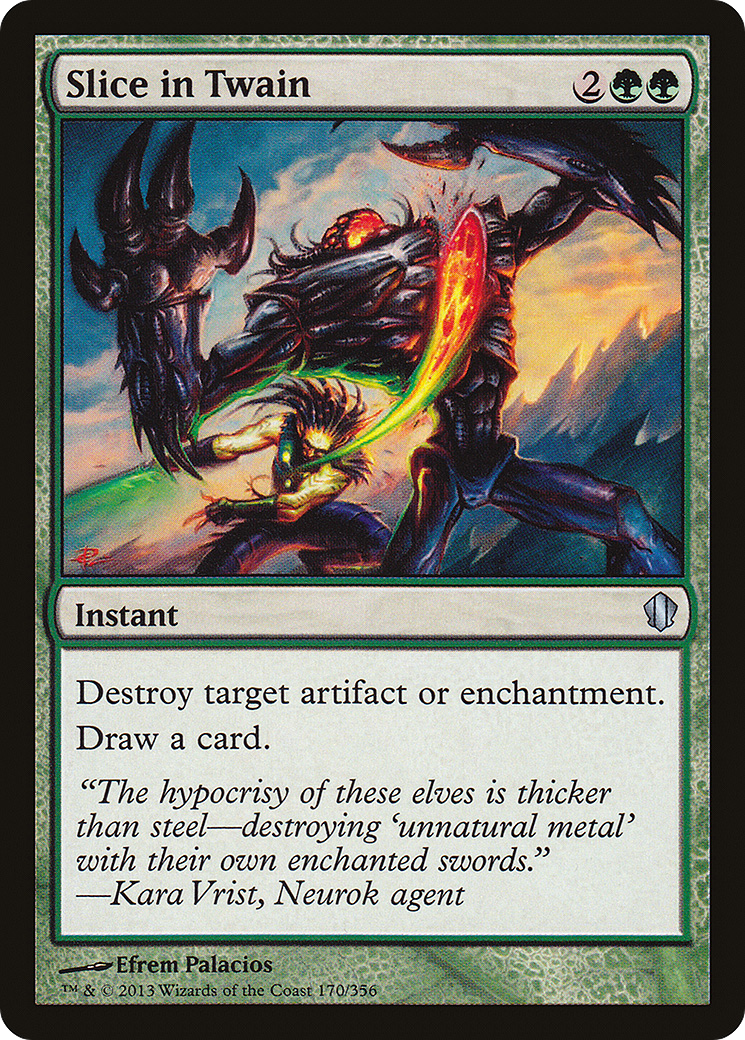 Slice in Twain 2
Instant
Destroy target artifact or enchantment.
Draw a card.
“The hypocrisy of these elves is thicker
than steel—destroying ‘unnatural metal’
with their own enchanted swords.”
—Kara Vrist, Neurok agent
Efrem Palacios
™ & © 2013 Wizards of the Coast 170/356